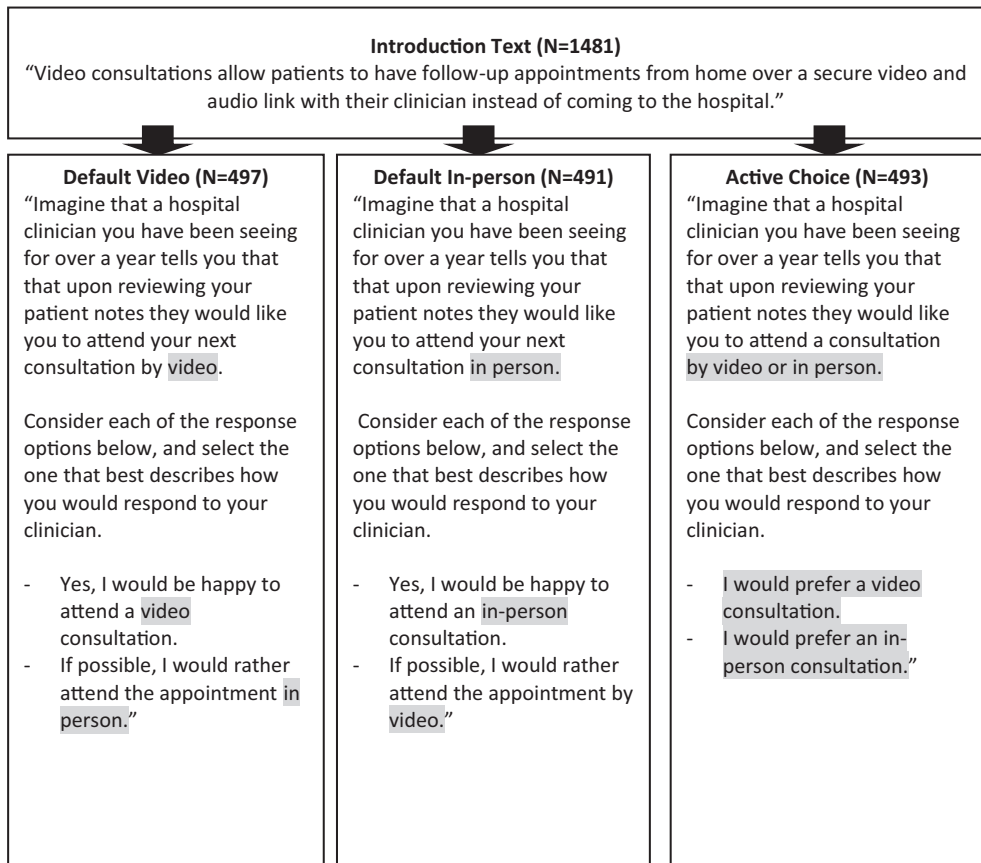 Introduction Text (N=1481)
“Video consultations allow patients to have follow-up appointments from home over a secure video and
audio link with their clinician instead of coming to the hospital.”
Default Video (N=497)
“Imagine that a hospital
clinician you have been seeing
for over a year tells you that
that upon reviewing your
patient notes they would like
you to attend your next
consultation by video.
Consider each of the response
options below, and select the
one that best describes how
you would respond to your
clinician.
- Yes, I would be happy to
attend a video
consultation.
- If possible, I would rather
attend the appointment in
person.”
Default In-person (N=491)
“Imagine that a hospital
clinician you have been seeing
for over a year tells you that
that upon reviewing your
patient notes they would like
you to attend your next
consultation in person.
Consider each of the response
options below, and select the
one that best describes how
you would respond to your
clinician.
- Yes, I would be happy to
attend an in-person
consultation.
- If possible, I would rather
attend the appointment by
video.”
Active Choice (N=493)
“Imagine that a hospital
clinician you have been seeing
for over a year tells you that
that upon reviewing your
patient notes they would like
you to attend a consultation
by video or in person.
Consider each of the response
options below, and select the
one that best describes how
you would respond to your
clinician.
- I would prefer a video
consultation.
- I would prefer an in-
person consultation.”